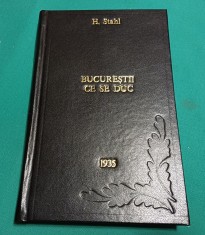 H. Stahl
BUCUREȘTII
CE SE DUC
1935